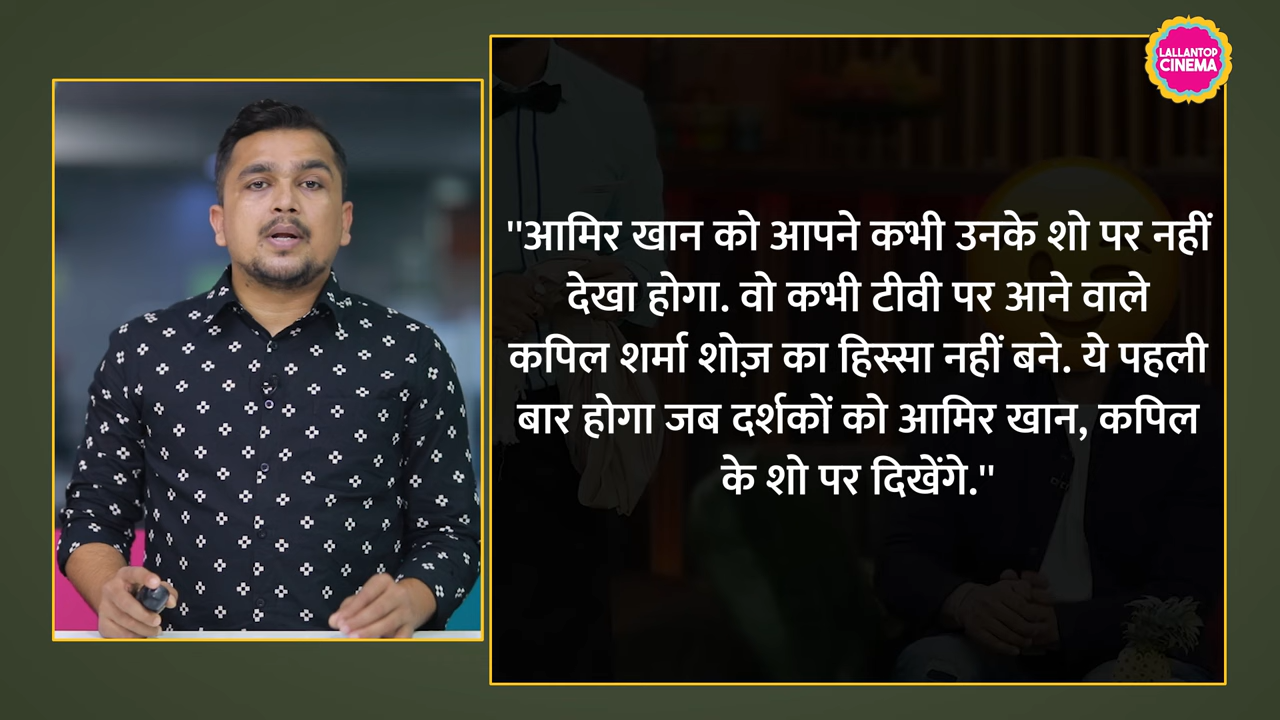 LALLANTOP
CINEMA
"आमिर खान को आपने कभी उनके शो पर नहीं
देखा होगा. वो कभी टीवी पर आने वाले
कपिल शर्मा शोज़ का हिस्सा नहीं बने. ये पहली
बार होगा जब दर्शकों को आमिर खान, कपिल
के शो पर दिखेंगे."